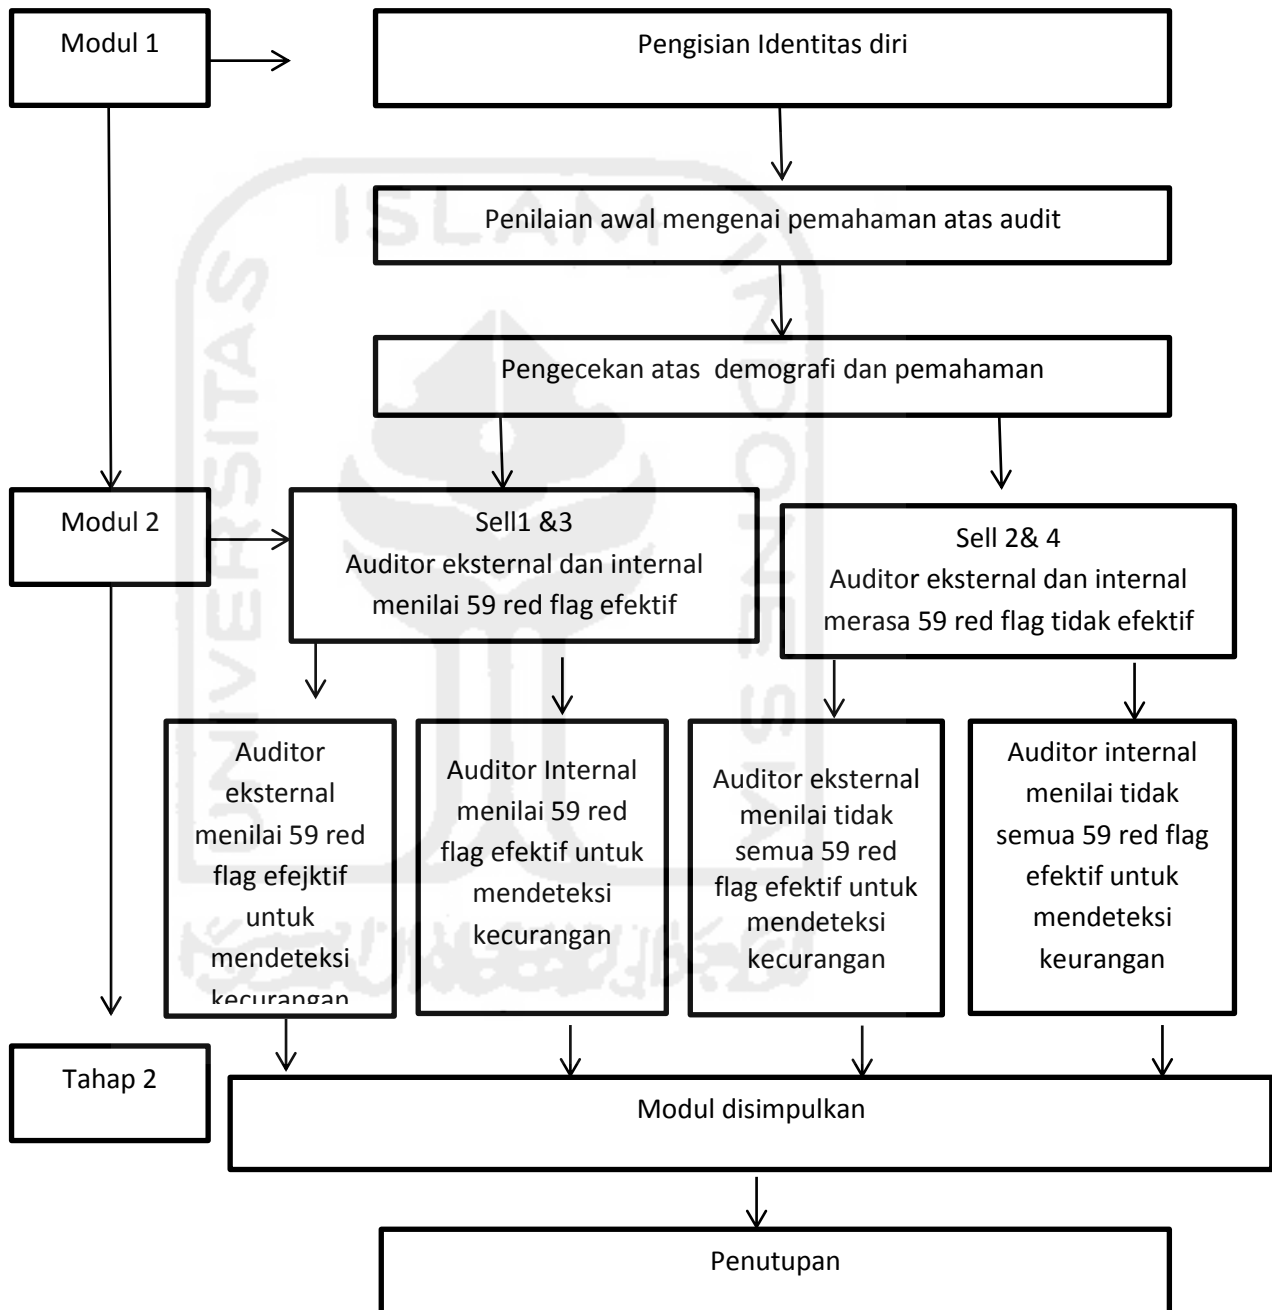 Modul 1
Pengisian Identitas diri
Penilaian awal mengenai pemahaman atas audit
Pengecekan atas demografi dan pemahaman
Modul 2
Sell1 &3
Auditor eksternal dan internal
menilai 59 red flag efektif
Sell 2& 4
Auditor eksternal dan internal
merasa 59 red flag tidak efektif
Auditor
eksternal
menilai 59 red
flag efejktif
untuk
mendeteksi
kecurangan
Auditor Internal
menilai 59 red
flag efektif untuk
mendeteksi
kecurangan
Auditor eksternal
menilai tidak
semua 59 red
flag efektif untuk
mendeteksi
kecurangan
Auditor internal
menilai tidak
semua 59 red flag
efektif untuk
mendeteksi
keurangan
Tahap 2
Modul disimpulkan
Penutupan
UNIVERSITAS ISLAM INDONESIA